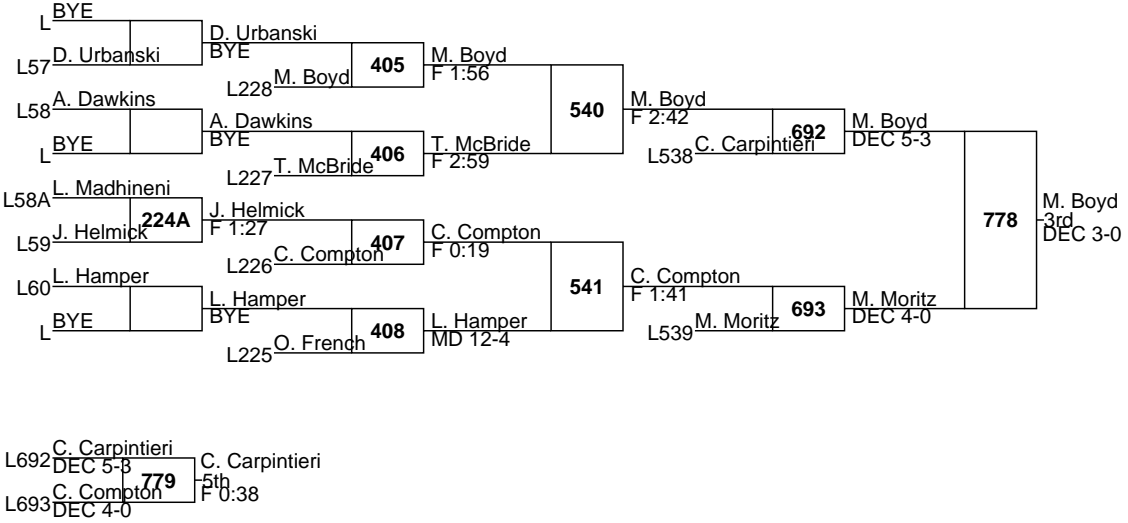 L BYE
L57 D. Urbanski
D. Urbanski
BYE
L228 M. Boyd
405
M. Boyd
F 1:56
L58 A. Dawkins
L BYE
A. Dawkins
BYE
L227 T. McBride
406
T. McBride
F 2:59
540
M. Boyd
F 2:42
L538 C. Carpintieri
692
M. Boyd
DEC 5-3
L58A L. Madhineni
L59 J. Helmick
224A
J. Helmick
F 1:27
L226 C. Compton
407
C. Compton
F 0:19
L60 L. Hamper
L BYE
L. Hamper
BYE
L225 O. French
408
L. Hamper
MD 12-4
541
C. Compton
F 1:41
L539 M. Moritz
693
M. Moritz
DEC 4-0
778
M. Boyd
3rd
DEC 3-0
L692 C. Carpintieri
DEC 5-3
L693 C. Compton
DEC 4-0
779
C. Carpintieri
5th
F 0:38